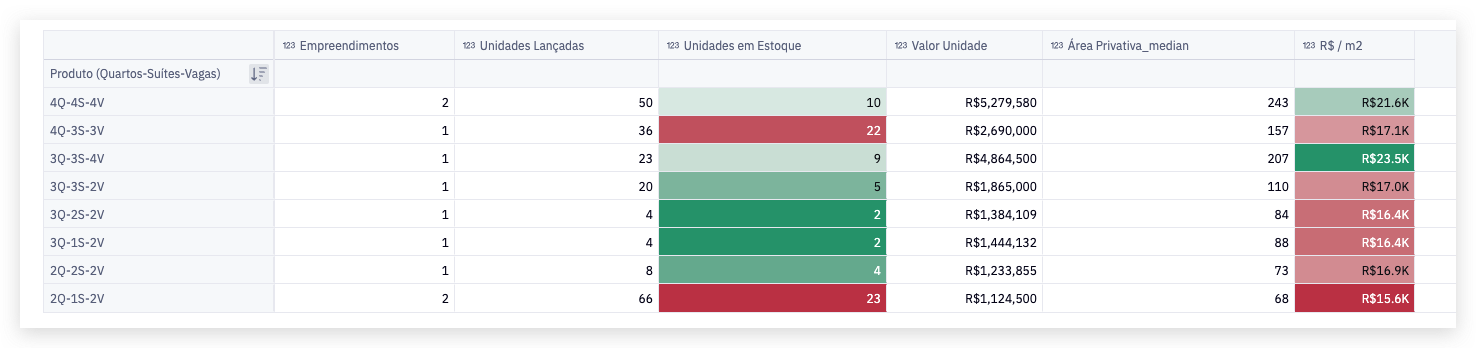 123 Empreendimentos 123 Unidades Lançadas 123 Unidades em Estoque 123 Valor Unidade 123 Área Privativa_median 123 R$ / m2
Produto (Quartos-Suítes-Vagas)
4Q-4S-4V 2 50 10 R$5,279,580 243 R$21.6K
4Q-3S-3V 1 36 22 R$2,690,000 157 R$17.1K
3Q-3S-4V 1 23 9 R$4,864,500 207 R$23.5K
3Q-3S-2V 1 20 5 R$1,865,000 110 R$17.0K
3Q-2S-2V 1 4 2 R$1,384,109 84 R$16.4K
3Q-1S-2V 1 4 2 R$1,444,132 88 R$16.4K
2Q-2S-2V 1 8 4 R$1,233,855 73 R$16.9K
2Q-1S-2V 2 66 23 R$1,124,500 68 R$15.6K